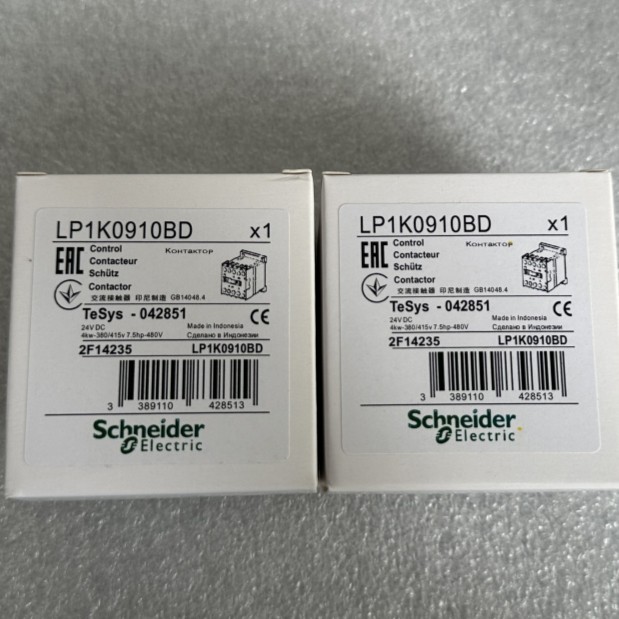 LP1K0910BD x1
EAC
Control Контактор
Contacteur
Schütz
Contactor
交流接触器 印尼制造 GB14048.4
TeSys - 042851 CE
24V DC Made in Indonesia
4kw-380/415v 7.5hp-480V Сделано в Индонезии
2F14235 LP1K0910BD
3 389110 428513
Schneider
Electric
LP1K0910BD x1
EAC
Control Контактор
Contacteur
Schütz
Contactor
交流接触器 印尼制造 GB14048.4
TeSys - 042851 CE
24V DC Made in Indonesia
4kw-380/415v 7.5hp-480V Сделано в Индонезии
2F14235 LP1K0910BD
3 389110 428513
Schneider
Electric